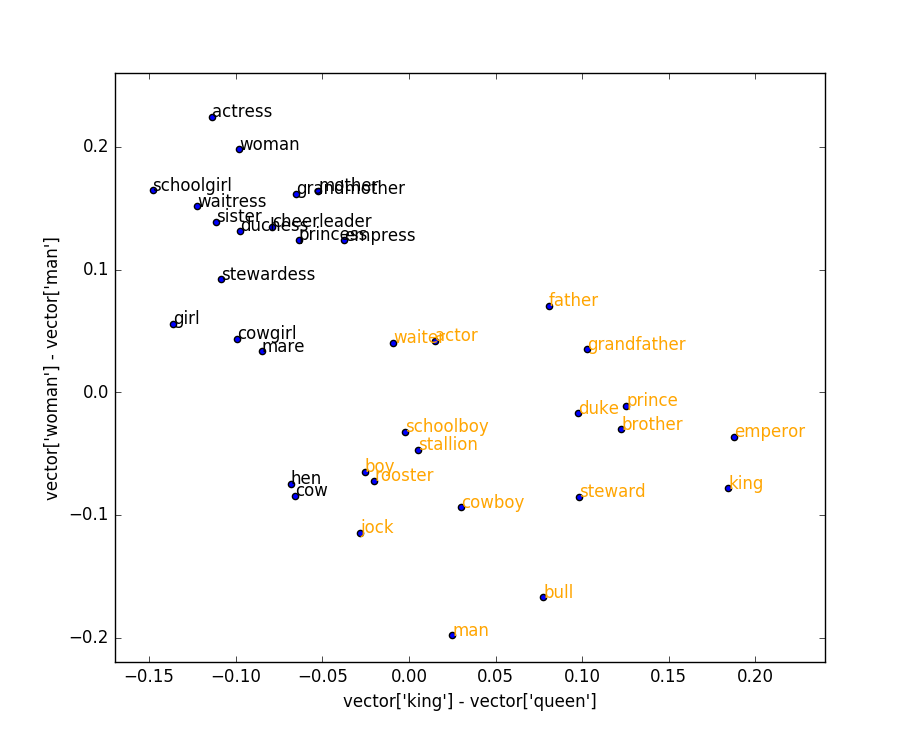 vector['woman'] - vector['man']
0.2
0.1
0.0
−0.1
−0.2
actress
woman
schoolgirl
grandmother
mother
waitress
sister
duchess
cheerleader
princess
empress
stewardess
father
girl
cowgirl
mare
waiter
actor
grandfather
prince
duke
brother
schoolboy
emperor
stallion
boy
rooster
hen
cow
king
steward
cowboy
jock
bull
man
−0.15
−0.10
−0.05
0.00
0.05
0.10
0.15
0.20
vector['king'] - vector['queen']